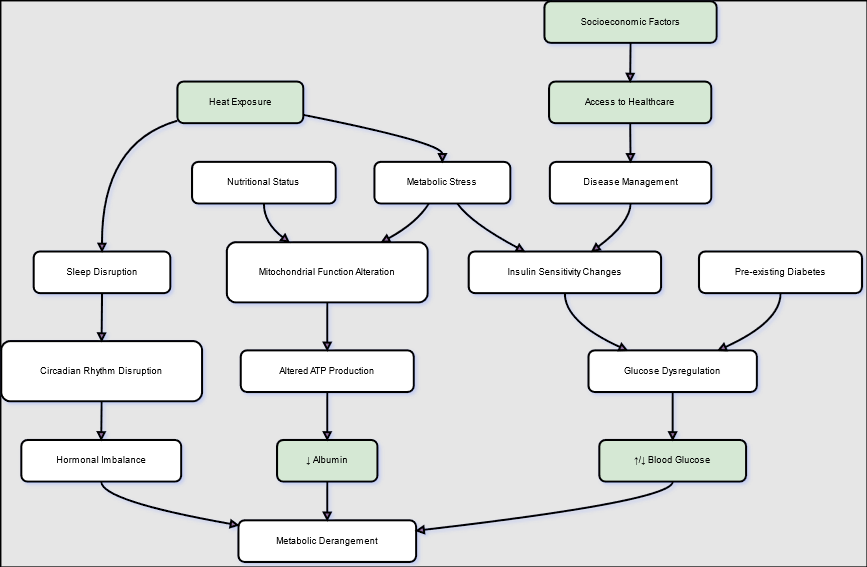 Socioeconomic Factors
Heat Exposure
Access to Healthcare
Nutritional Status
Metabolic Stress
Disease Management
Sleep Disruption
Mitochondrial Function Alteration
Insulin Sensitivity Changes
Pre-existing Diabetes
Circadian Rhythm Disruption
Altered ATP Production
Glucose Dysregulation
Hormonal Imbalance
↓ Albumin
↑/↓ Blood Glucose
Metabolic Derangement